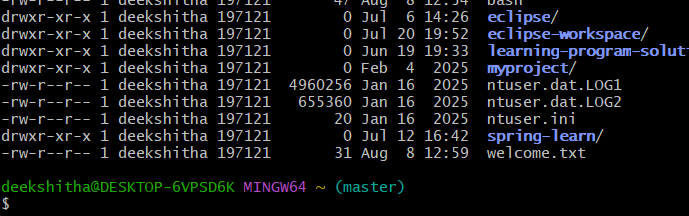 -rw-r--r-- 1 deekshitha 197121      47 Aug  8 12:54 bash
drwxr-xr-x 1 deekshitha 197121       0 Jul  6 14:26 eclipse/
drwxr-xr-x 1 deekshitha 197121       0 Jul 20 19:52 eclipse-workspace/
drwxr-xr-x 1 deekshitha 197121       0 Jun 19 19:33 learning-program-solut
drwxr-xr-x 1 deekshitha 197121       0 Feb  4  2025 myproject/
-rw-r--r-- 1 deekshitha 197121 4960256 Jan 16  2025 ntuser.dat.LOG1
-rw-r--r-- 1 deekshitha 197121  655360 Jan 16  2025 ntuser.dat.LOG2
-rw-r--r-- 1 deekshitha 197121      20 Jan 16  2025 ntuser.ini
drwxr-xr-x 1 deekshitha 197121       0 Jul 12 16:42 spring-learn/
-rw-r--r-- 1 deekshitha 197121      31 Aug  8 12:59 welcome.txt
deekshitha@DESKTOP-6VPSD6K MINGW64 ~ (master)
$